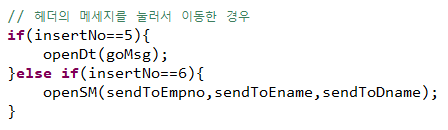 // 헤더의 메세지를 눌러서 이동한 경우
if(insertNo==5){
    openDt(goMsg);
}else if(insertNo==6){
    openSM(sendToEmpno,sendToEname,sendToDname);
}